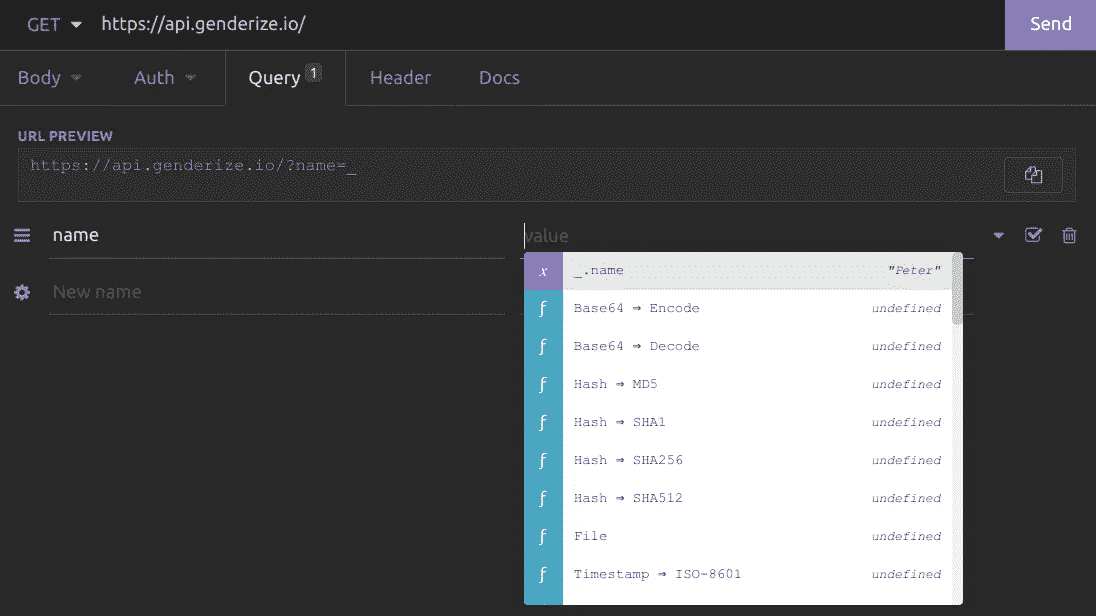 GET https://api.genderize.io/ Send
Body Auth Query 1 Header Docs
URL PREVIEW
https://api.genderize.io/?name=_
name value
x _.name "Peter"
New name
ƒ Base64 ⇒ Encode undefined
ƒ Base64 ⇒ Decode undefined
ƒ Hash ⇒ MD5 undefined
ƒ Hash ⇒ SHA1 undefined
ƒ Hash ⇒ SHA256 undefined
ƒ Hash ⇒ SHA512 undefined
ƒ File undefined
ƒ Timestamp ⇒ ISO-8601 undefined